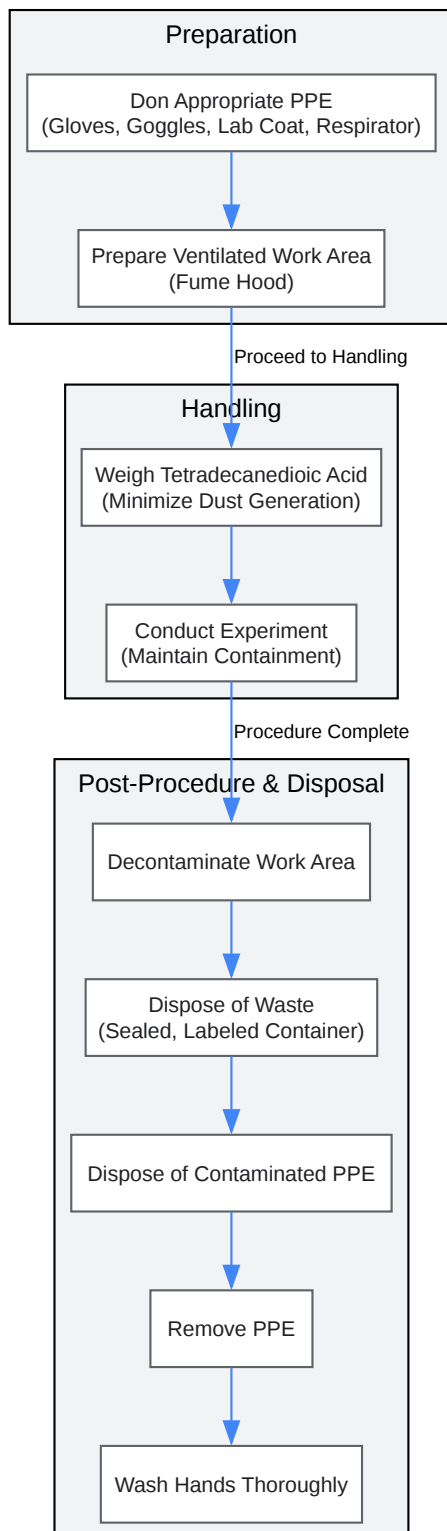 Preparation
Don Appropriate PPE
(Gloves, Goggles, Lab Coat, Respirator)
Prepare Ventilated Work Area
(Fume Hood)
Proceed to Handling
Handling
Weigh Tetradecanedioic Acid
(Minimize Dust Generation)
Conduct Experiment
(Maintain Containment)
Procedure Complete
Post-Procedure & Disposal
Decontaminate Work Area
Dispose of Waste
(Sealed, Labeled Container)
Dispose of Contaminated PPE
Remove PPE
Wash Hands Thoroughly